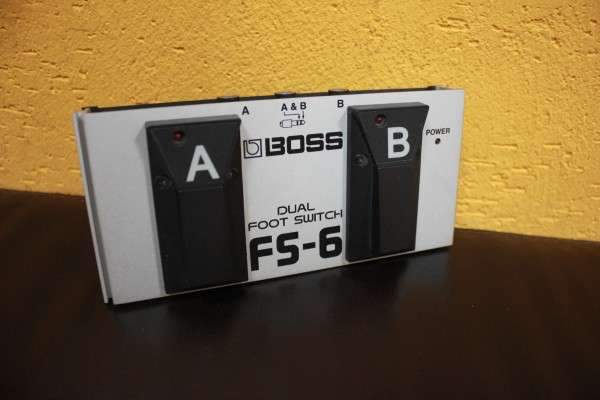 A A & B B
BOSS
POWER
A
B
DUAL
FOOT SWITCH
FS-6